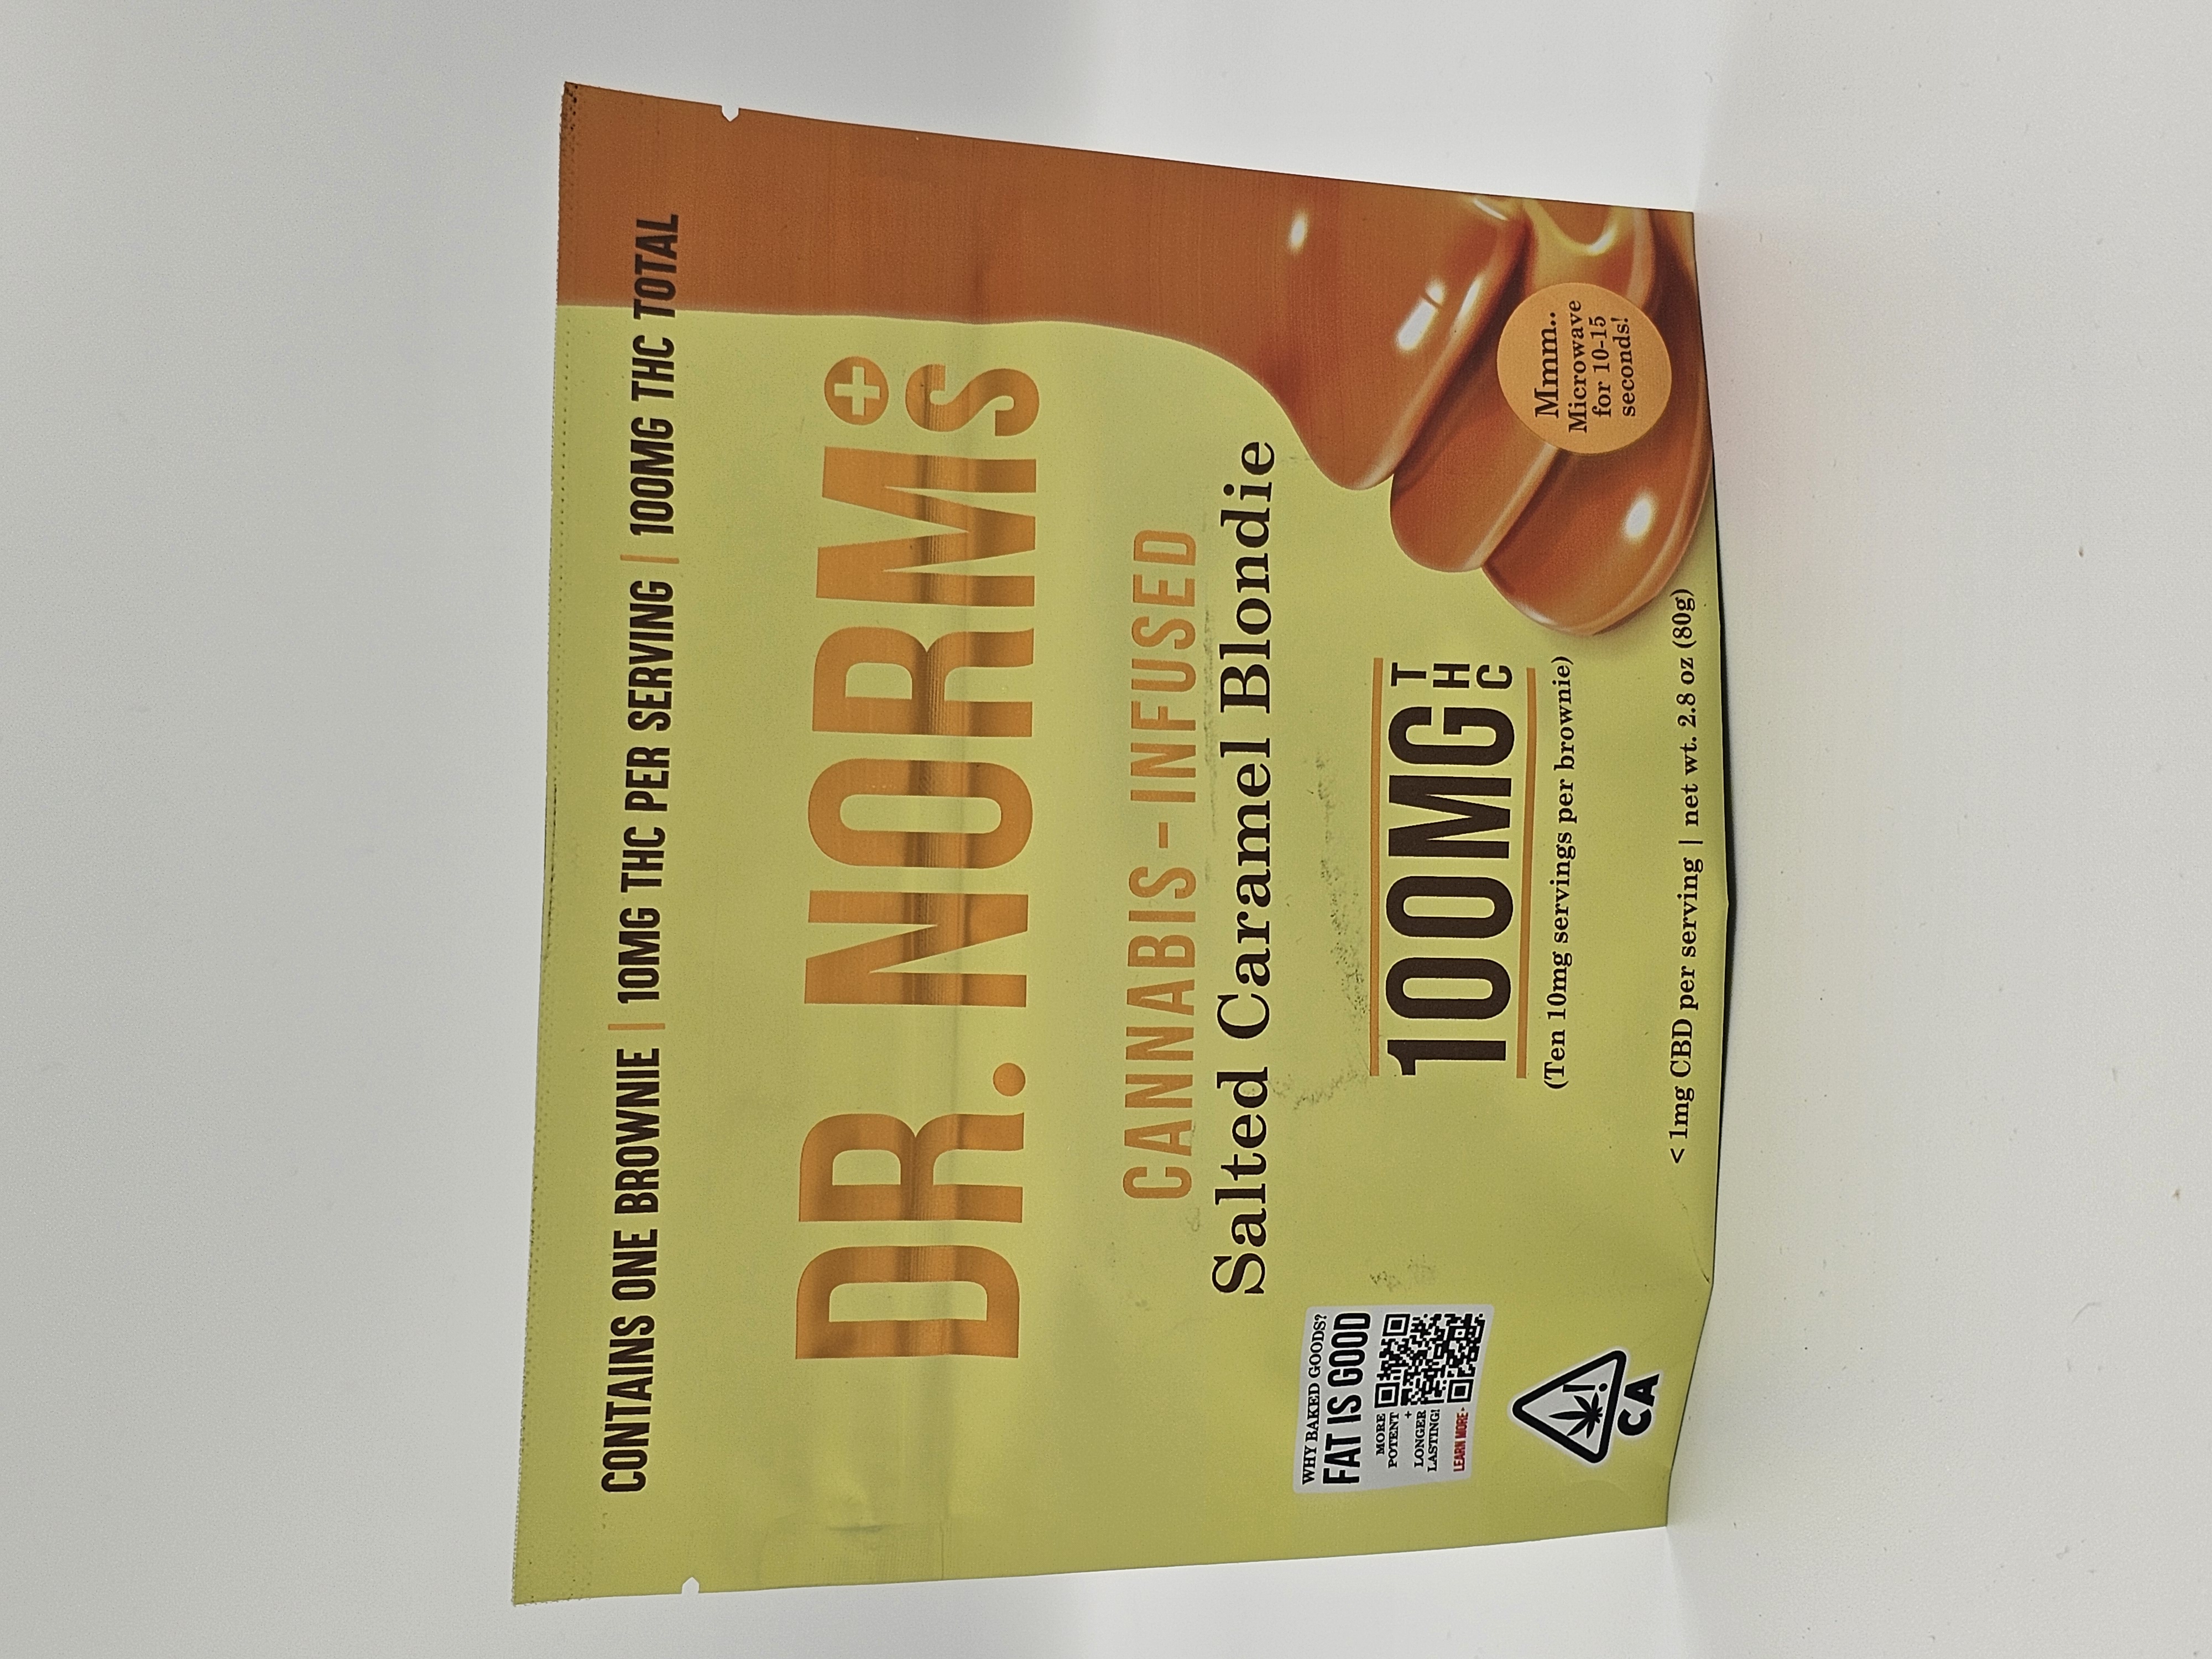 CONTAINS ONE BROWNIE | 10MG THC PER SERVING | 100MG THC TOTAL
DR. NORM's
CANNABIS-INFUSED
Salted Caramel Blondie
100MG THC
(Ten 10mg servings per brownie)
< 1mg CBD per serving | net wt. 2.8 oz (80g)
Mmm..
Microwave
for 10-15
seconds!
WHY BAKED GOODS?
FAT IS GOOD
MORE
POTENT
+
LONGER
LASTING!
LEARN MORE
CA